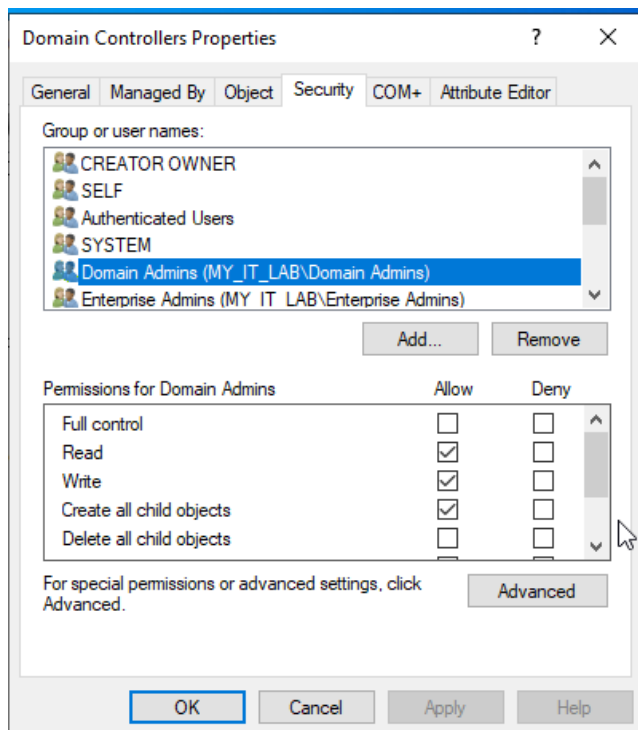 Domain Controllers Properties ?
General Managed By Object Security COM+ Attribute Editor
Group or user names:
CREATOR OWNER
SELF
Authenticated Users
SYSTEM
Domain Admins (MY_IT_LAB\Domain Admins)
Enterprise Admins (MY_IT_LAB\Enterprise Admins)
Add... Remove
Permissions for Domain Admins Allow Deny
Full control
Read
Write
Create all child objects
Delete all child objects
For special permissions or advanced settings, click
Advanced.
Advanced
OK Cancel Apply Help